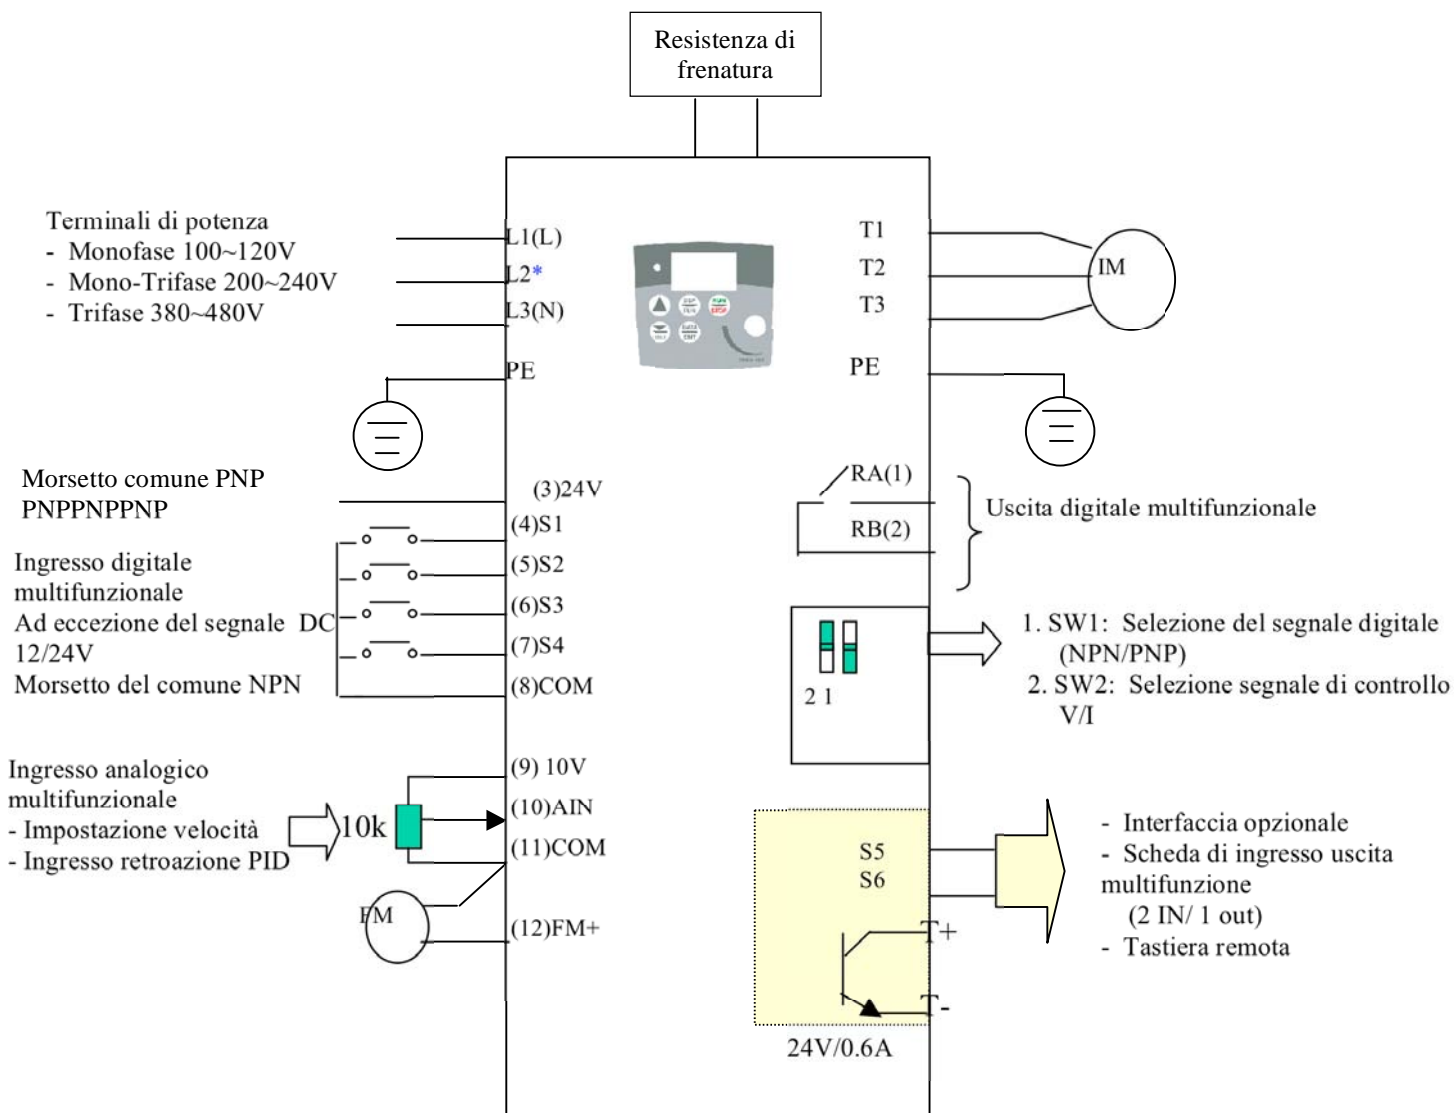 Resistenza di
frenatura
Terminali di potenza
- Monofase 100~120V
- Mono-Trifase 200~240V
- Trifase 380~480V
L1(L)
L2*
L3(N)
PE
T1
T2
T3
IM
PE
Morsetto comune PNP
PNPPNPPNP
(3)24V
(4)S1
(5)S2
(6)S3
(7)S4
(8)COM
Ingresso digitale
multifunzionale
Ad eccezione del segnale DC
12/24V
Morsetto del comune NPN
RA(1)
RB(2)
Uscita digitale multifunzionale
2 1
1. SW1: Selezione del segnale digitale
(NPN/PNP)
2. SW2: Selezione segnale di controllo
V/I
Ingresso analogico
multifunzionale
- Impostazione velocità
- Ingresso retroazione PID
10k
(9) 10V
(10)AIN
(11)COM
(12)FM+
FM
S5
S6
T+
T-
24V/0.6A
- Interfaccia opzionale
- Scheda di ingresso uscita
multifunzione
(2 IN/ 1 out)
- Tastiera remota